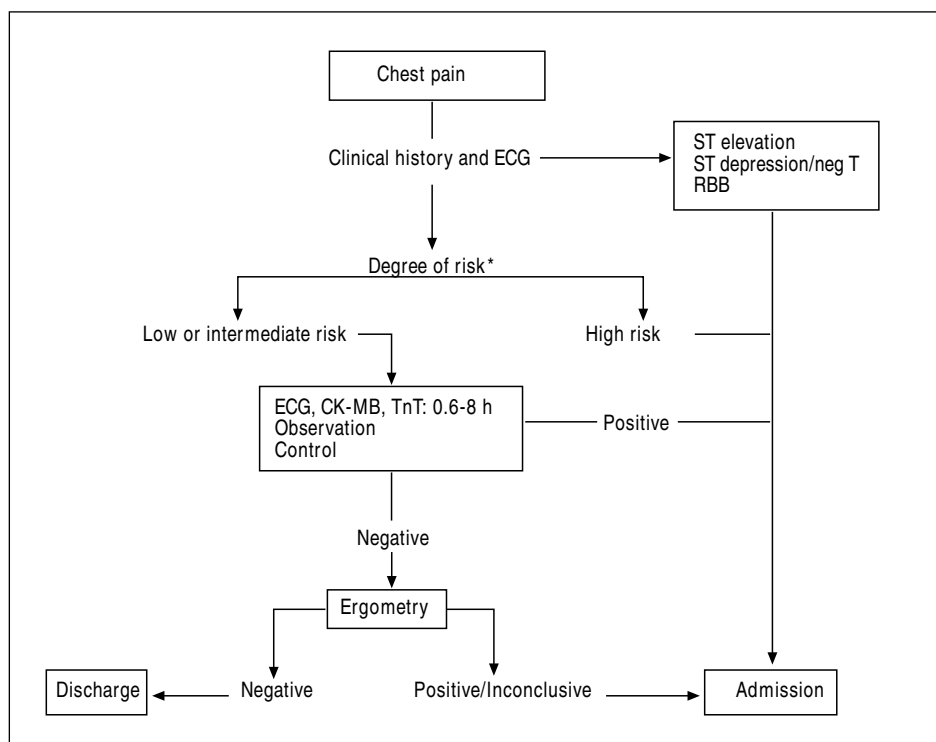 Chest pain
Clinical history and ECG
ST elevation
ST depression/neg T
RBB
Degree of risk*
Low or intermediate risk
High risk
ECG, CK-MB, TnT: 0.6-8 h
Observation
Control
Positive
Negative
Ergometry
Discharge
Negative
Positive/Inconclusive
Admission